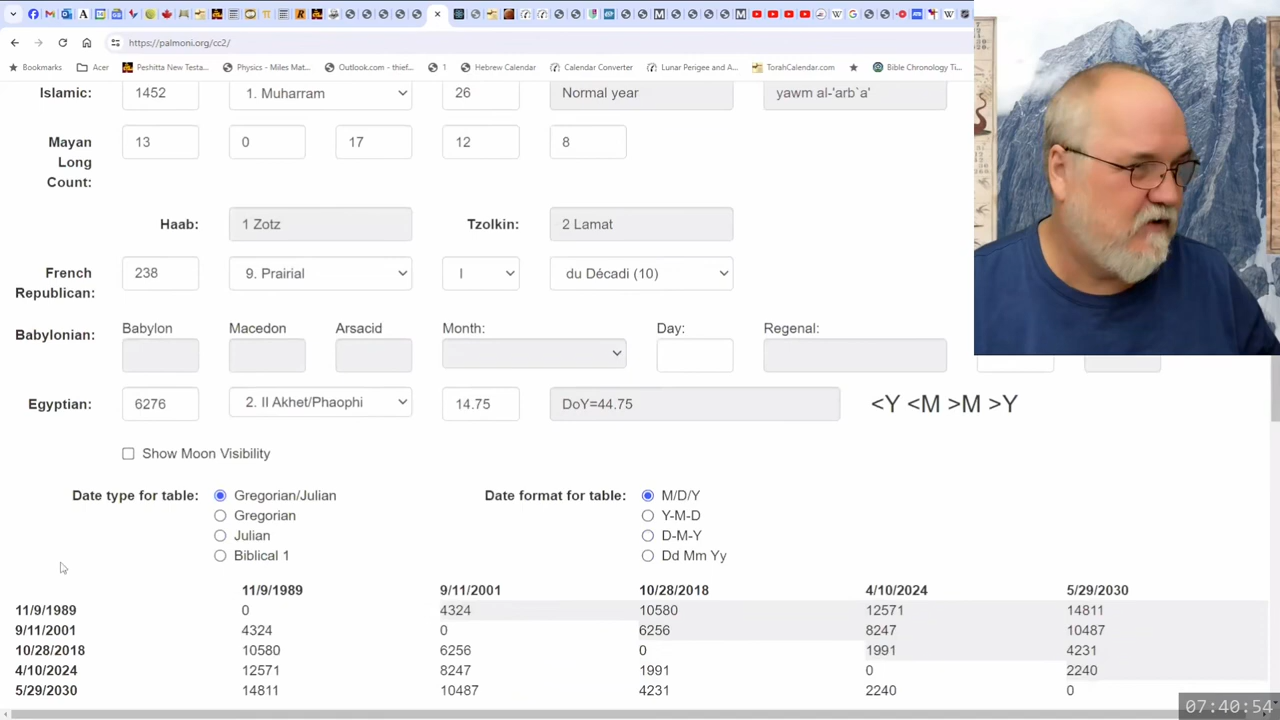 https://palmoni.org/cc2/
Bookmarks Acer Peshitta New Testa... Physics - Miles Mat... Outlook.com - thief... 1 Hebrew Calendar Calendar Converter Lunar Perigee and A... TorahCalendar.com Bible Chronology Ti...
Islamic: 1452 1. Muharram 26 Normal year yawm al-'arb`a'
Mayan Long Count: 13 0 17 12 8
Haab: 1 Zotz Tzolkin: 2 Lamat
French Republican: 238 9. Prairial I du Décadi (10)
Babylon Macedon Arsacid Month: Day: Regenal:
Babylonian:
Egyptian: 6276 2. II Akhet/Phaophi 14.75 DoY=44.75 <Y <M >M >Y
Show Moon Visibility
Date type for table: Gregorian/Julian Date format for table: M/D/Y
Gregorian Y-M-D
Julian D-M-Y
Biblical 1 Dd Mm Yy
11/9/1989 9/11/2001 10/28/2018 4/10/2024 5/29/2030
11/9/1989 0 4324 10580 12571 14811
9/11/2001 4324 0 6256 8247 10487
10/28/2018 10580 6256 0 1991 4231
4/10/2024 12571 8247 1991 0 2240
5/29/2030 14811 10487 4231 2240 0
07:40:54